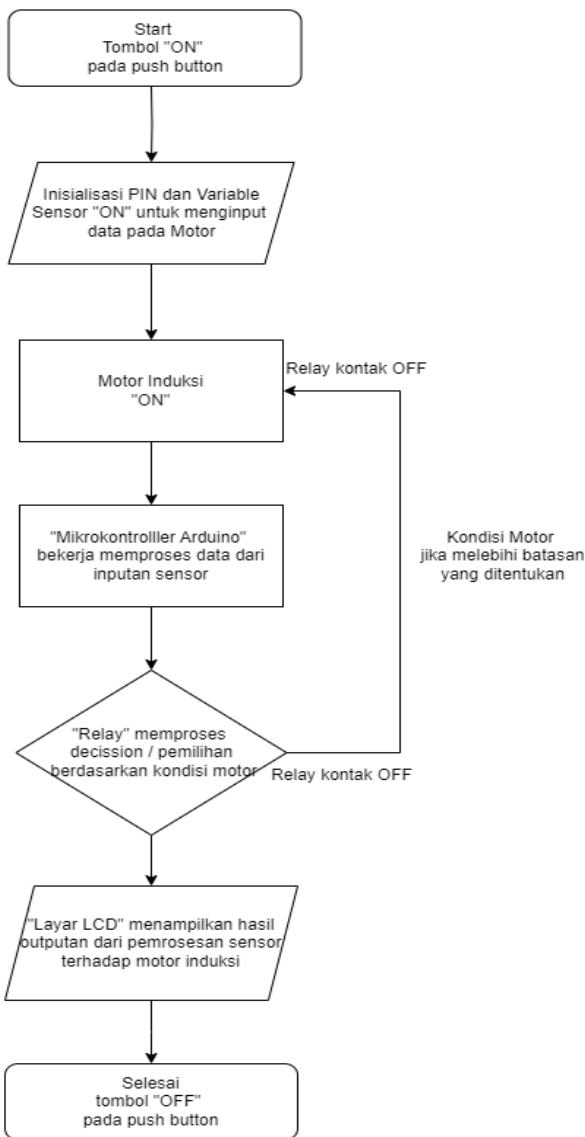 Start
Tombol "ON"
pada push button
Inisialisasi PIN dan Variable
Sensor "ON" untuk menginput
data pada Motor
Motor Induksi
"ON"
Relay kontak OFF
"Mikrokontrolller Arduino"
bekerja memproses data dari
inputan sensor
Kondisi Motor
jika melebihi batasan
yang ditentukan
"Relay" memproses
decission / pemilihan
berdasarkan kondisi motor
Relay kontak OFF
"Layar LCD" menampilkan hasil
outputan dari pemrosesan sensor
terhadap motor induksi
Selesai
tombol "OFF"
pada push button